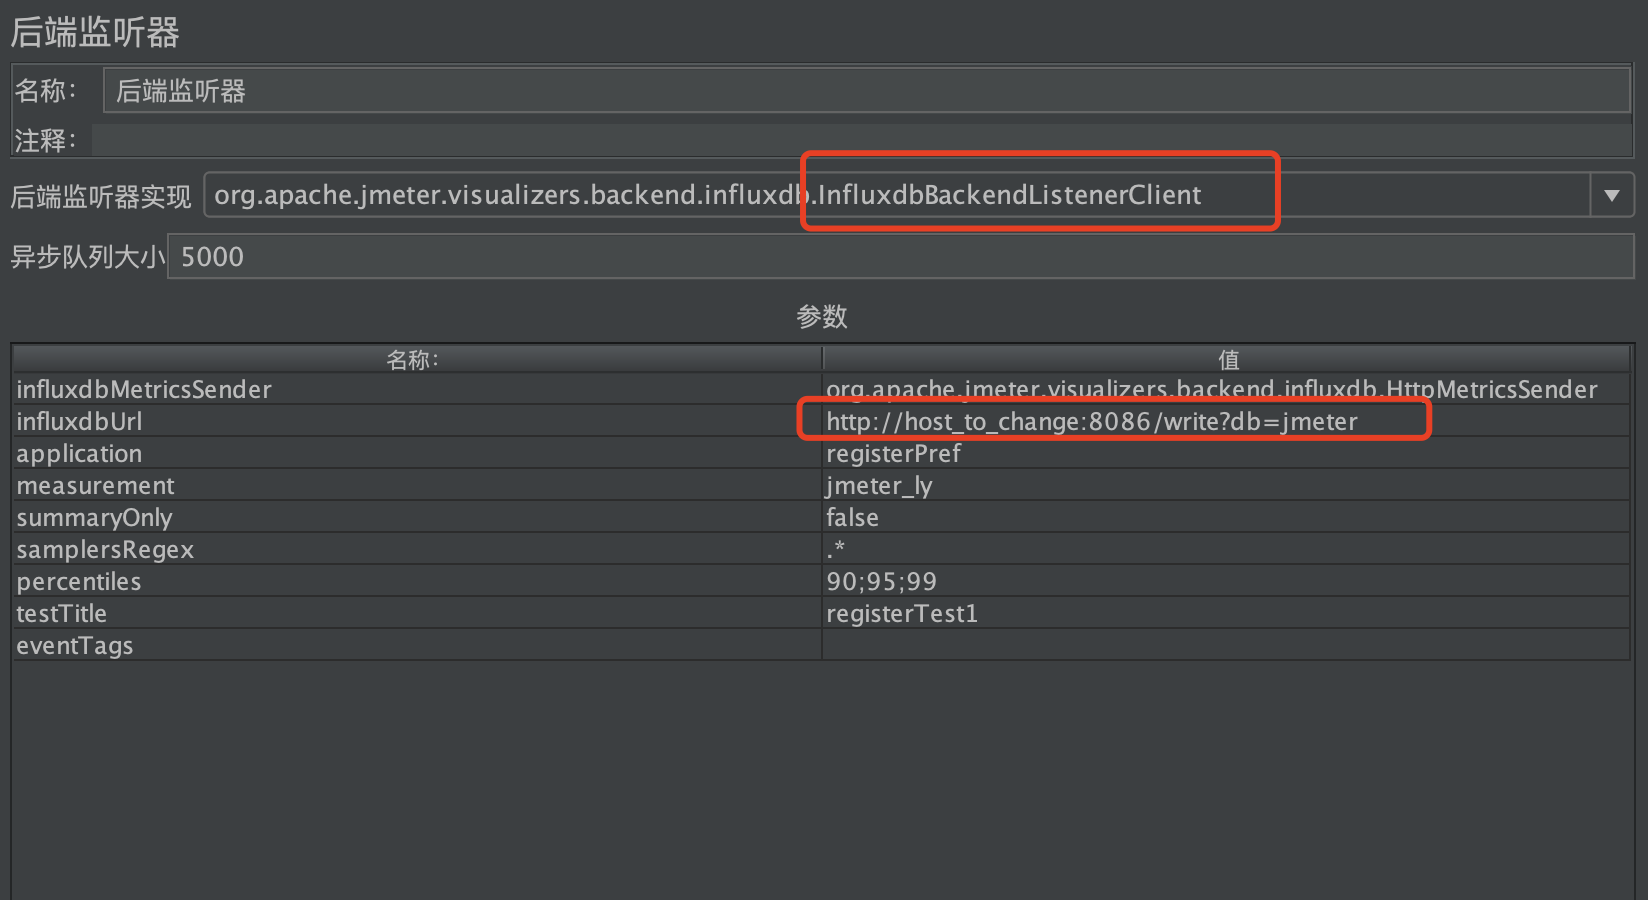 后端监听器
名称： 后端监听器
注释：
后端监听器实现 org.apache.jmeter.visualizers.backend.influxdb.InfluxdbBackendListenerClient
异步队列大小 5000
参数
名称： 值
influxdbMetricsSender org.apache.jmeter.visualizers.backend.influxdb.HttpMetricsSender
influxdbUrl http://host_to_change:8086/write?db=jmeter
application registerPref
measurement jmeter_ly
summaryOnly false
samplersRegex .*
percentiles 90;95;99
testTitle registerTest1
eventTags